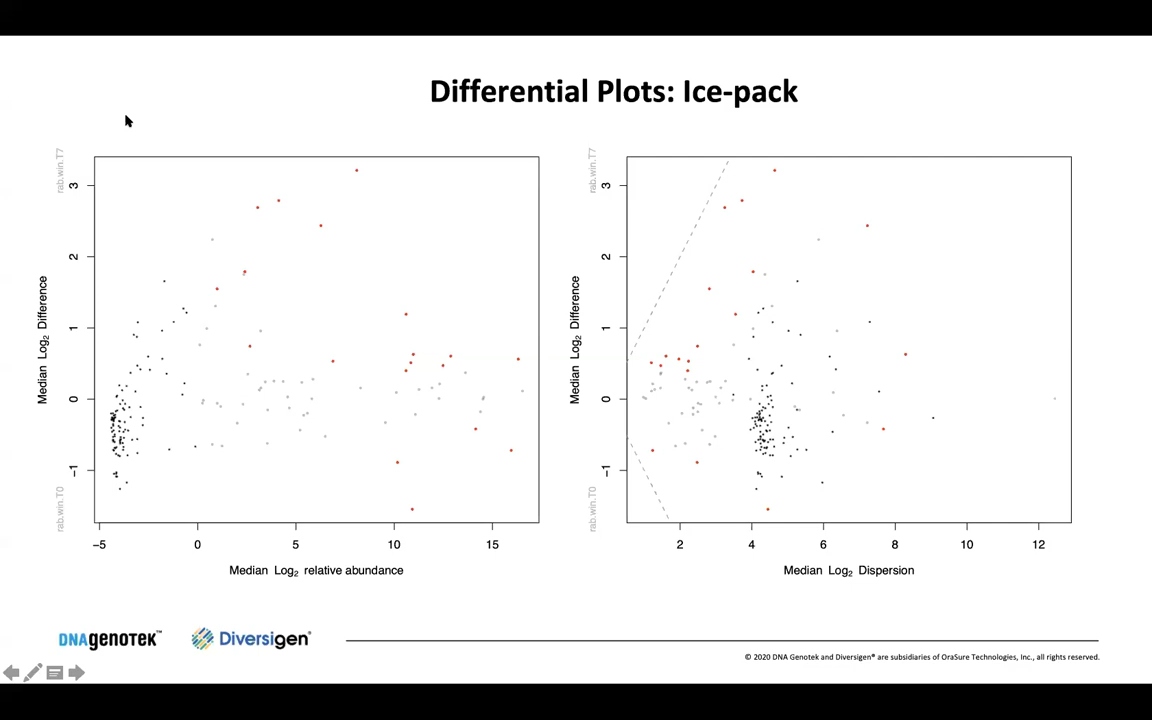 Differential Plots: Ice-pack
rab.win.T7
3
2
1
0
−1
rab.win.T0
Median Log2 Difference
−5
0
5
10
15
Median Log2 relative abundance
rab.win.T7
3
2
1
0
−1
rab.win.T0
Median Log2 Difference
2
4
6
8
10
12
Median Log2 Dispersion
DNAgenotek™
Diversigen®
© 2020 DNA Genotek and Diversigen® are subsidiaries of OraSure Technologies, Inc., all rights reserved.